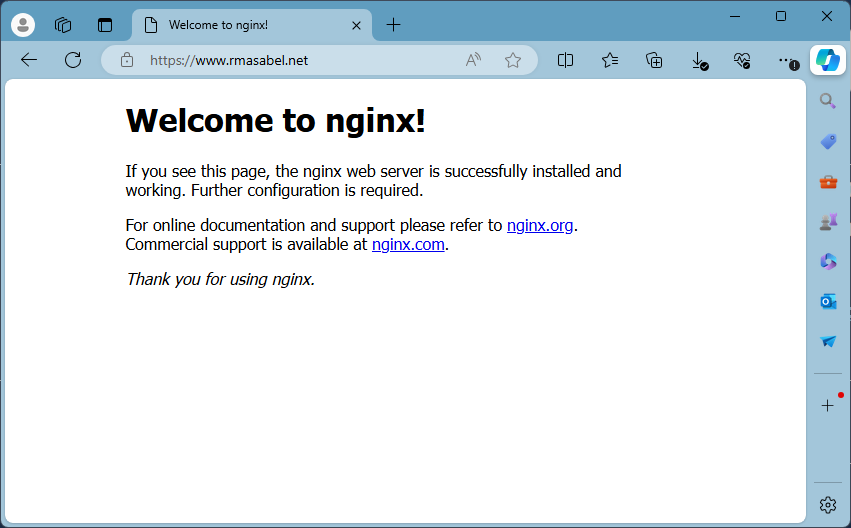 Welcome to nginx!
https://www.rmasabel.net
Welcome to nginx!
If you see this page, the nginx web server is successfully installed and
working. Further configuration is required.
For online documentation and support please refer to nginx.org.
Commercial support is available at nginx.com.
Thank you for using nginx.